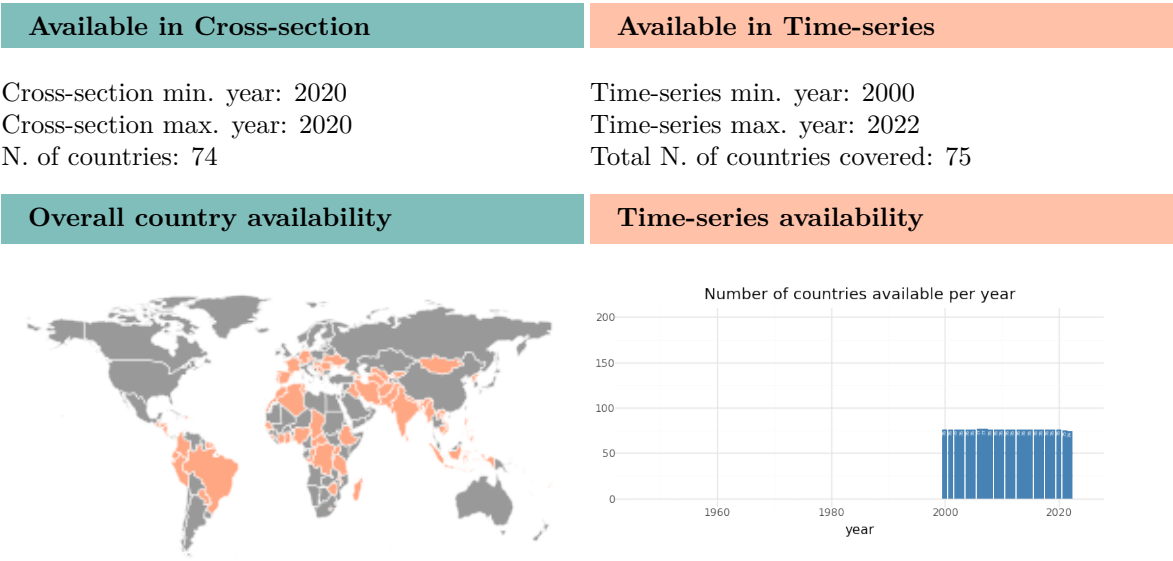 Available in Cross-section
Available in Time-series
Cross-section min. year: 2020
Cross-section max. year: 2020
N. of countries: 74
Time-series min. year: 2000
Time-series max. year: 2022
Total N. of countries covered: 75
Overall country availability
Time-series availability
Number of countries available per year
200
150
100
50
0
1960
1980
2000
2020
year